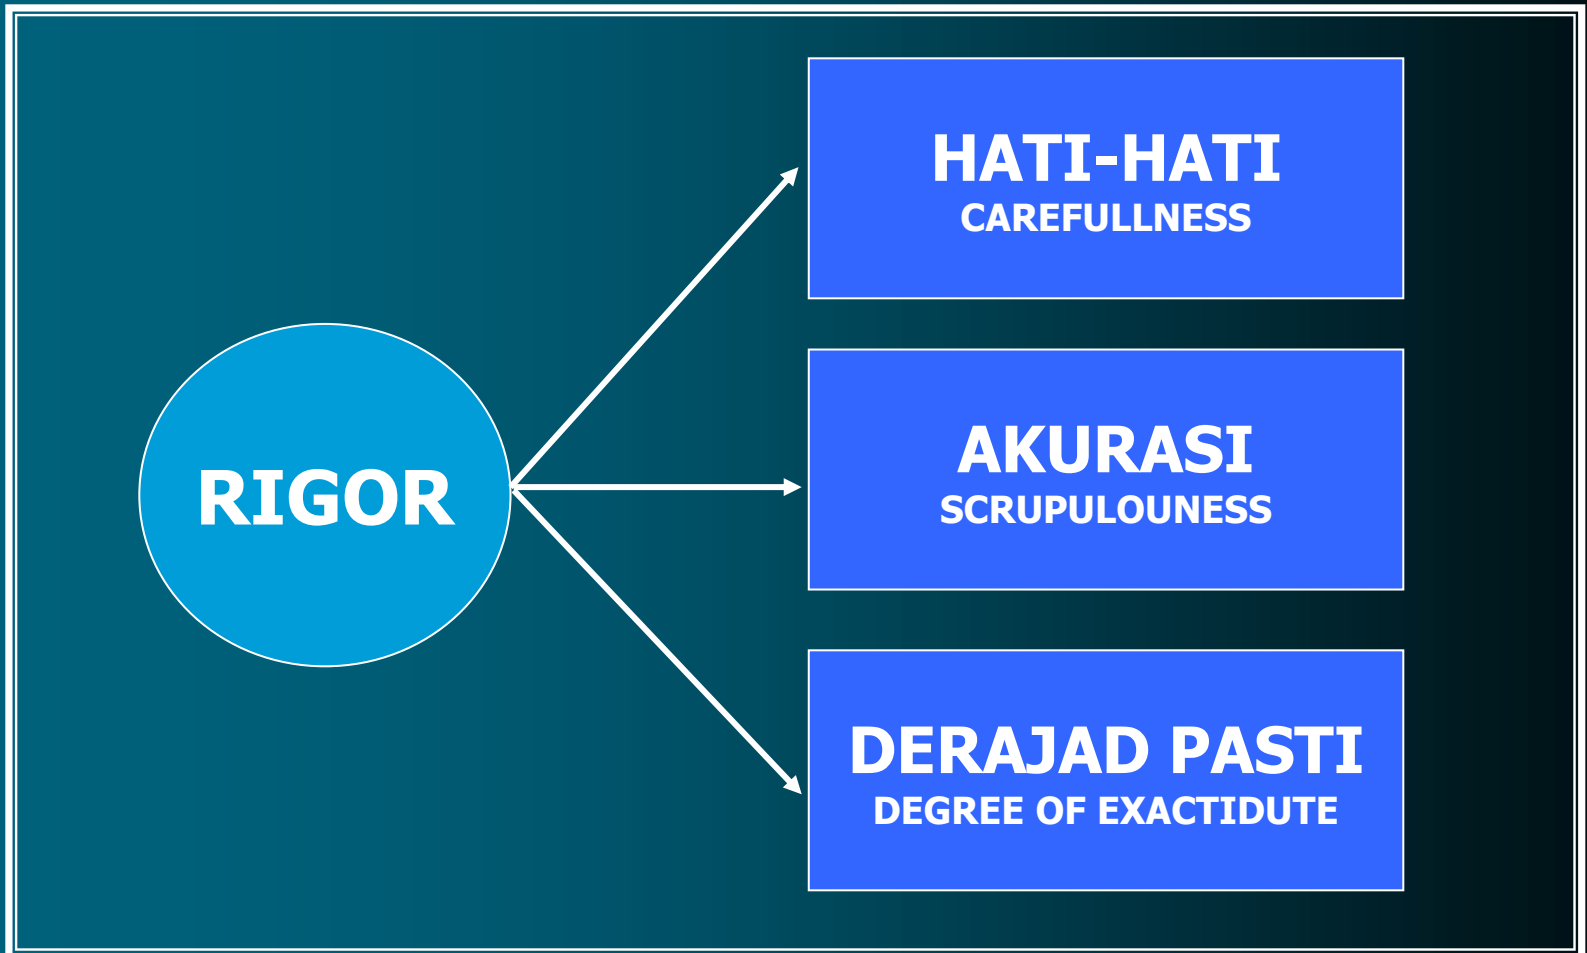 RIGOR
HATI-HATI
CAREFULLNESS
AKURASI
SCRUPULOUNESS
DERAJAD PASTI
DEGREE OF EXACTIDUTE